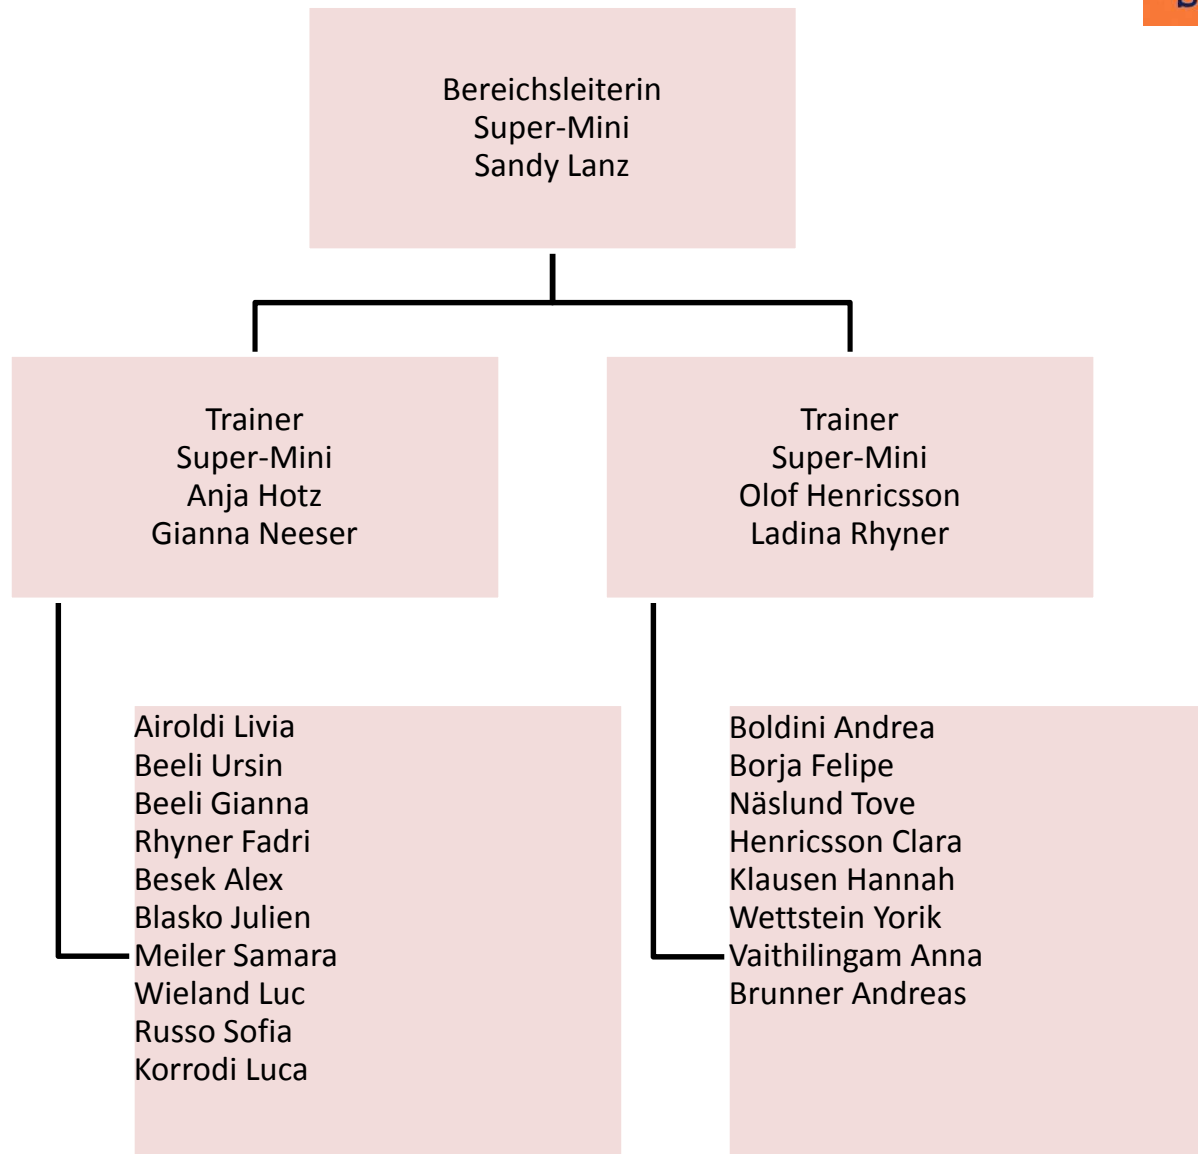 Bereichsleiterin
Super-Mini
Sandy Lanz
Trainer
Super-Mini
Anja Hotz
Gianna Neeser
Trainer
Super-Mini
Olof Henricsson
Ladina Rhyner
Airoldi Livia
Beeli Ursin
Beeli Gianna
Rhyner Fadri
Besek Alex
Blasko Julien
Meiler Samara
Wieland Luc
Russo Sofia
Korrodi Luca
Boldini Andrea
Borja Felipe
Näslund Tove
Henricsson Clara
Klausen Hannah
Wettstein Yorik
Vaithilingam Anna
Brunner Andreas